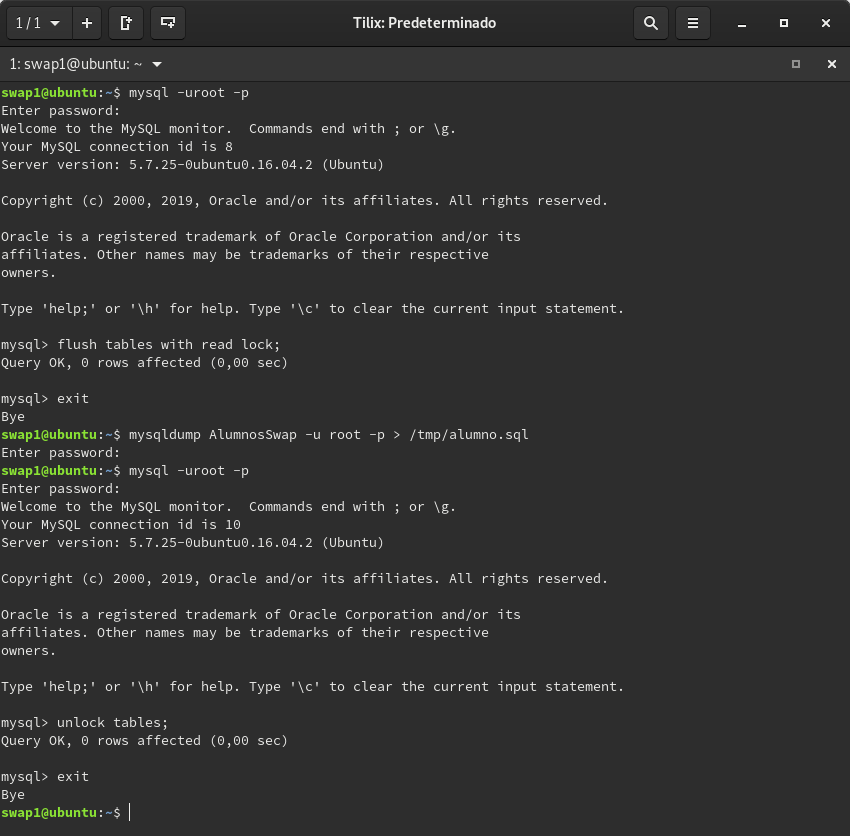 1 / 1
Tilix: Predeterminado
1: swap1@ubuntu: ~
swap1@ubuntu:~$ mysql -uroot -p
Enter password:
Welcome to the MySQL monitor.  Commands end with ; or \g.
Your MySQL connection id is 8
Server version: 5.7.25-0ubuntu0.16.04.2 (Ubuntu)
Copyright (c) 2000, 2019, Oracle and/or its affiliates. All rights reserved.
Oracle is a registered trademark of Oracle Corporation and/or its
affiliates. Other names may be trademarks of their respective
owners.
Type 'help;' or '\h' for help. Type '\c' to clear the current input statement.
mysql> flush tables with read lock;
Query OK, 0 rows affected (0,00 sec)
mysql> exit
Bye
swap1@ubuntu:~$ mysqldump AlumnosSwap -u root -p > /tmp/alumno.sql
Enter password:
swap1@ubuntu:~$ mysql -uroot -p
Enter password:
Welcome to the MySQL monitor.  Commands end with ; or \g.
Your MySQL connection id is 10
Server version: 5.7.25-0ubuntu0.16.04.2 (Ubuntu)
Copyright (c) 2000, 2019, Oracle and/or its affiliates. All rights reserved.
Oracle is a registered trademark of Oracle Corporation and/or its
affiliates. Other names may be trademarks of their respective
owners.
Type 'help;' or '\h' for help. Type '\c' to clear the current input statement.
mysql> unlock tables;
Query OK, 0 rows affected (0,00 sec)
mysql> exit
Bye
swap1@ubuntu:~$